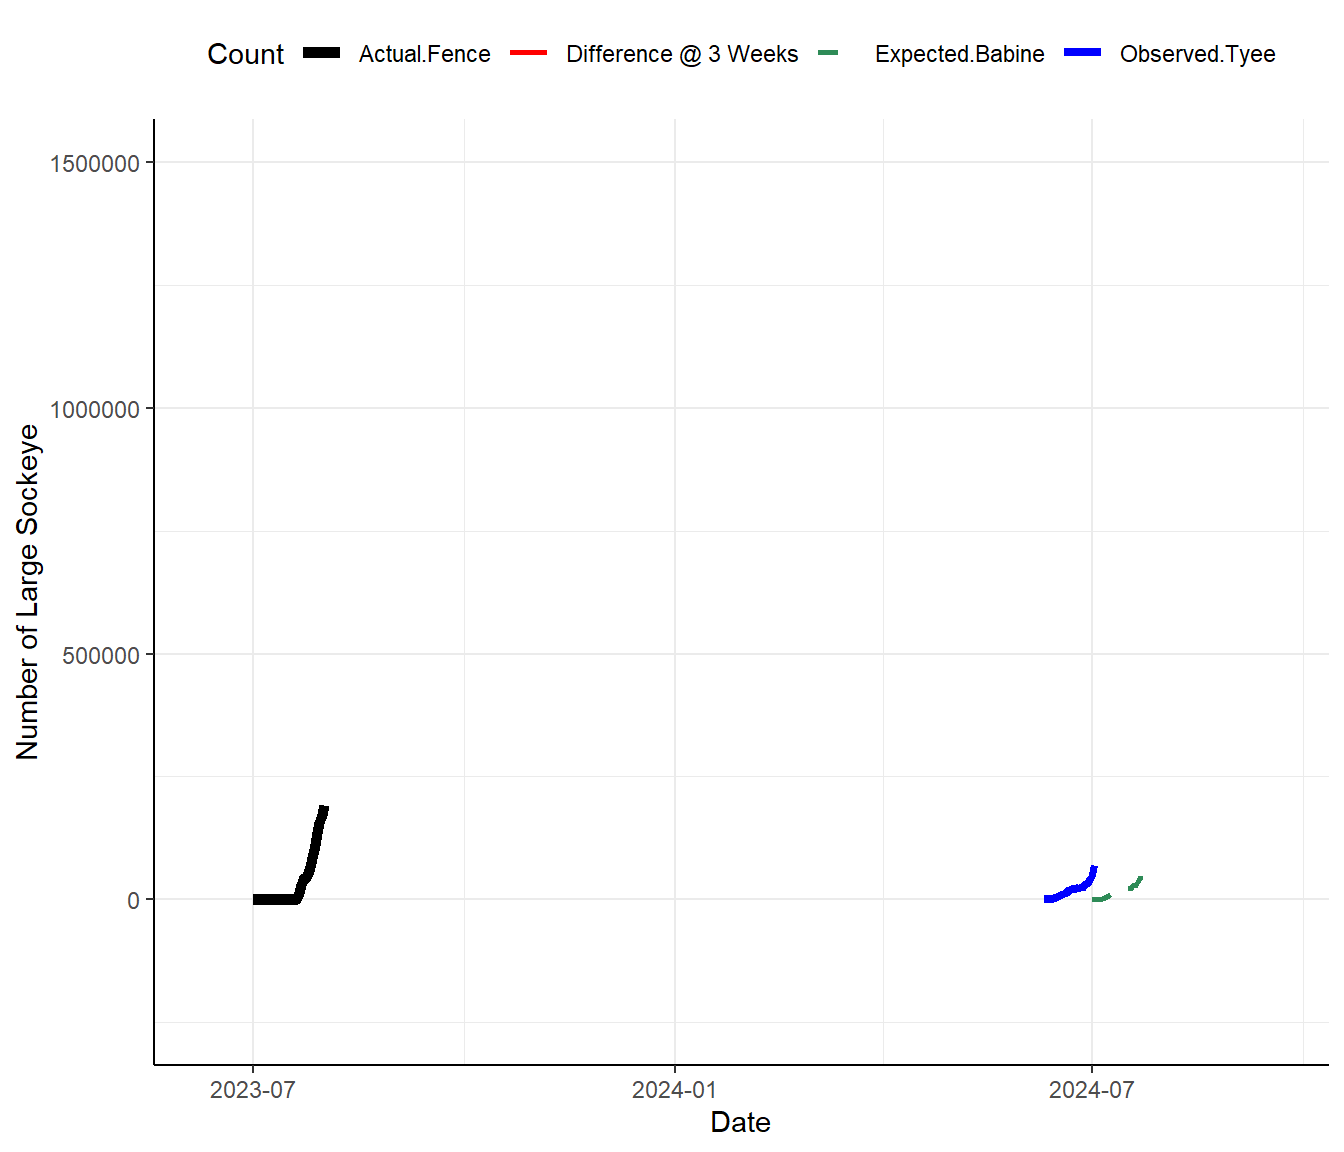 Count Actual.Fence Difference @ 3 Weeks Expected.Babine Observed.Tyee
1500000
1000000
500000
0
Number of Large Sockeye
2023-07 2024-01 2024-07
Date